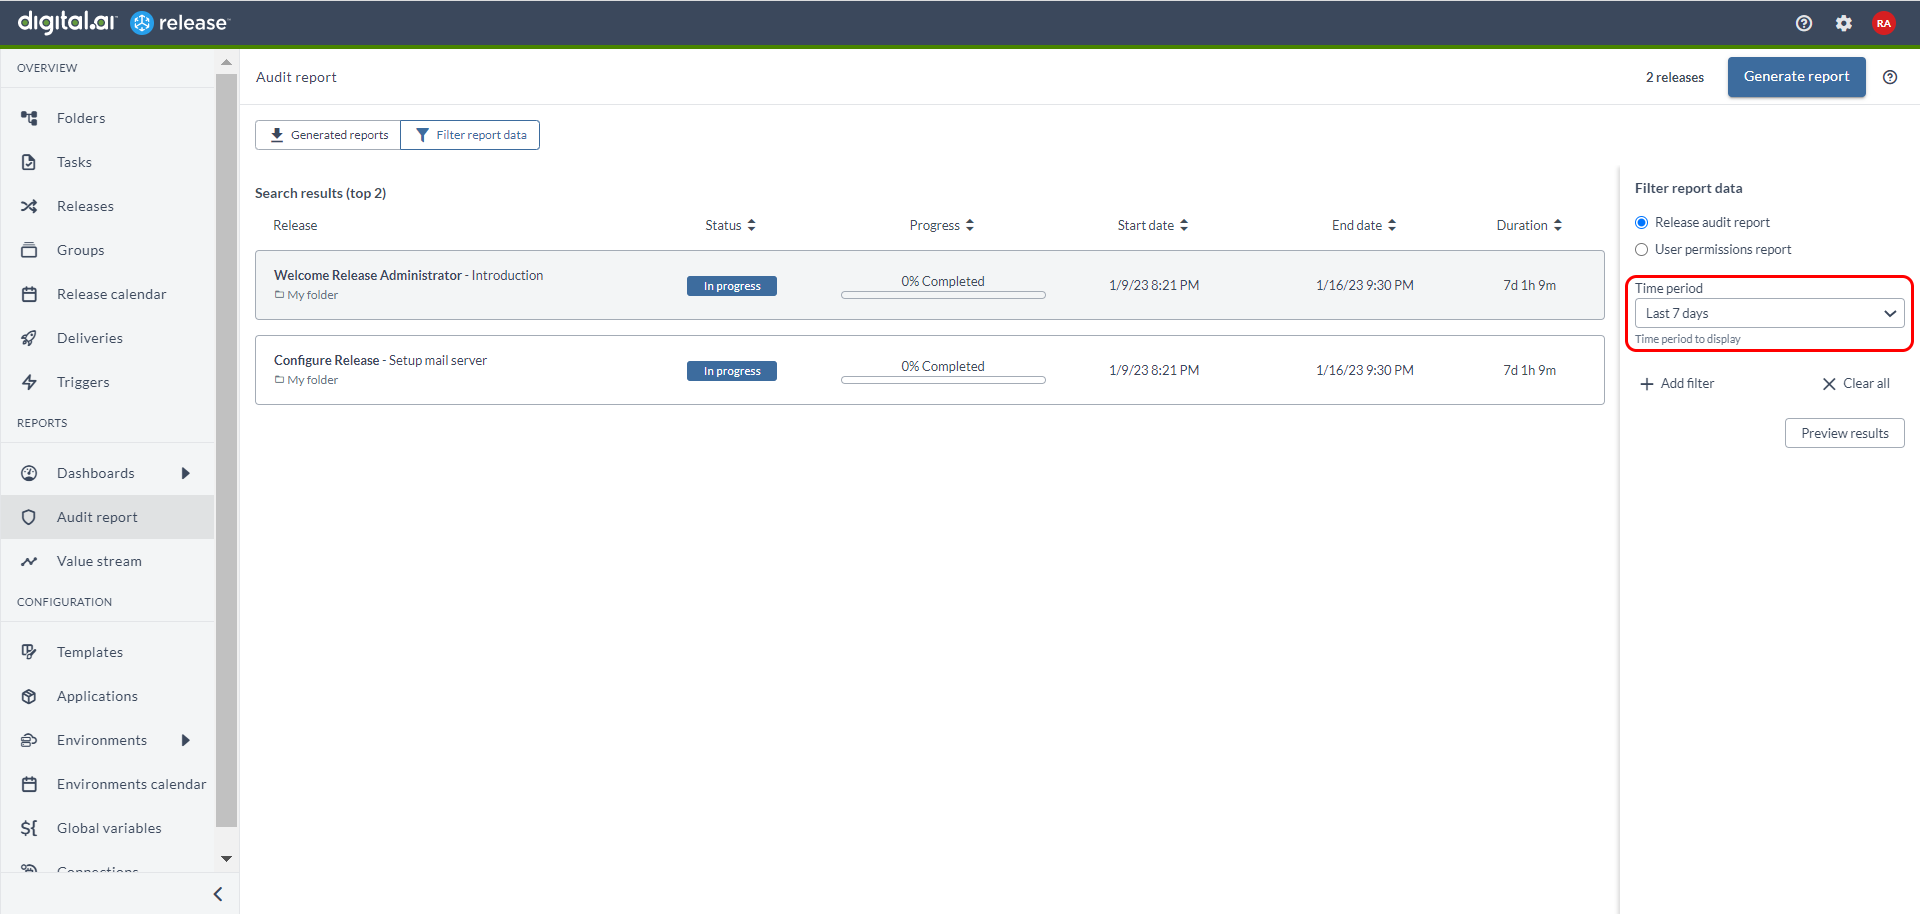 digital.ai release
RA
OVERVIEW
Folders
Tasks
Releases
Groups
Release calendar
Deliveries
Triggers
REPORTS
Dashboards
Audit report
Value stream
CONFIGURATION
Templates
Applications
Environments
Environments calendar
Global variables
Connections
Audit report
2 releases
Generate report
Generated reports
Filter report data
Search results (top 2)
Release Status Progress Start date End date Duration
Welcome Release Administrator - Introduction
My folder
In progress
0% Completed
1/9/23 8:21 PM
1/16/23 9:30 PM
7d 1h 9m
Configure Release - Setup mail server
My folder
In progress
0% Completed
1/9/23 8:21 PM
1/16/23 9:30 PM
7d 1h 9m
Filter report data
Release audit report
User permissions report
Time period
Last 7 days
Time period to display
Add filter
Clear all
Preview results